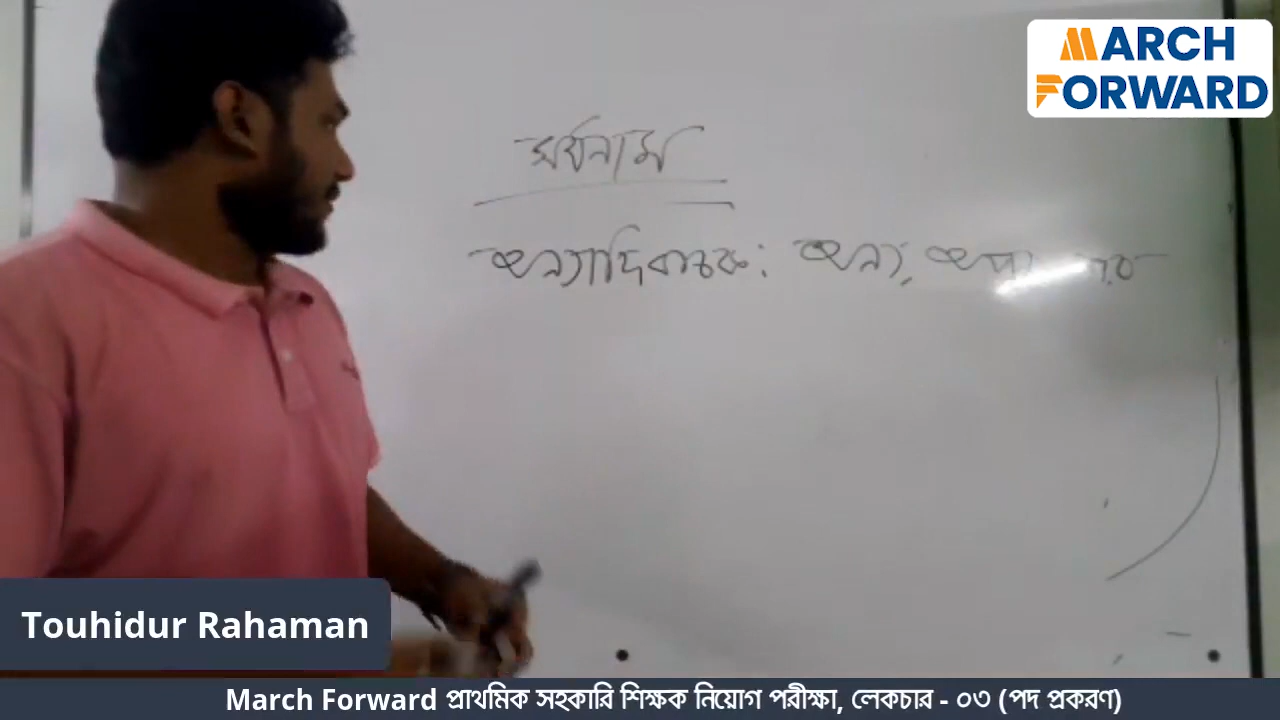 MARCH
FORWARD
সর্বনাম
অন্যাদিবাচক: অন্য, অপর পর
Touhidur Rahaman
March Forward প্রাথমিক সহকারি শিক্ষক নিয়োগ পরীক্ষা, লেকচার - ০৩ (পদ প্রকরণ)